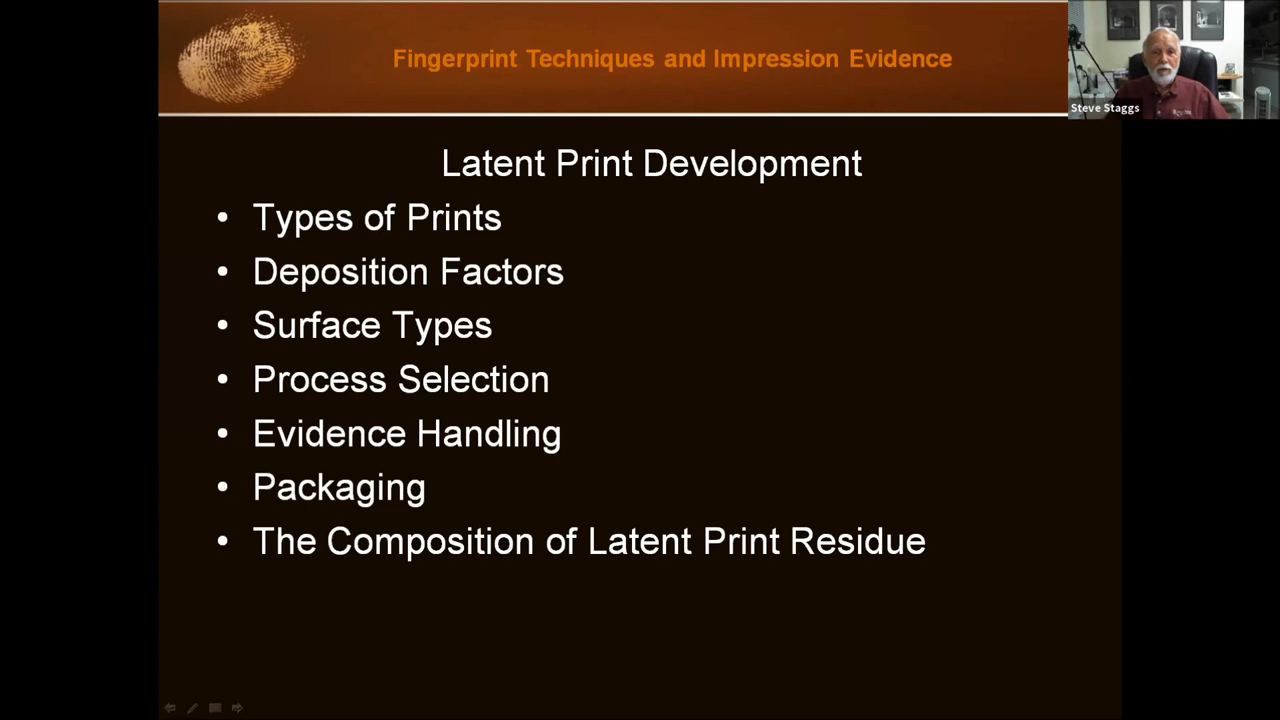 Fingerprint Techniques and Impression Evidence
Steve Staggs
Latent Print Development
• Types of Prints
• Deposition Factors
• Surface Types
• Process Selection
• Evidence Handling
• Packaging
• The Composition of Latent Print Residue